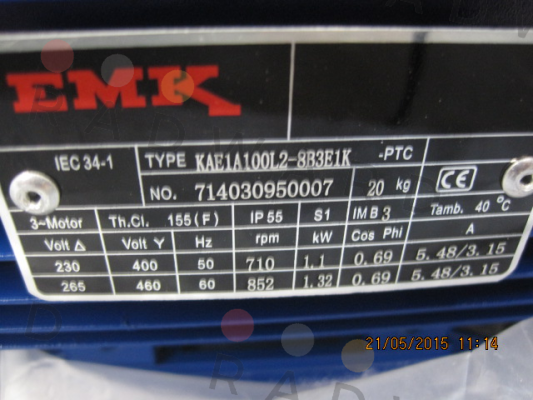 EMK
IEC 34-1 TYPE KAE1A100L2-8B3E1K -PTC
NO. 714030950007 20 kg CE
3-Motor Th.Cl. 155(F) IP 55 S1 IM B 3 Tamb. 40 °C
Volt Δ Volt Y Hz rpm kW Cos Phi A
230 400 50 710 1.1 0.69 5.48/3.15
265 460 60 852 1.32 0.69 5.48/3.15
21/05/2015 11:14